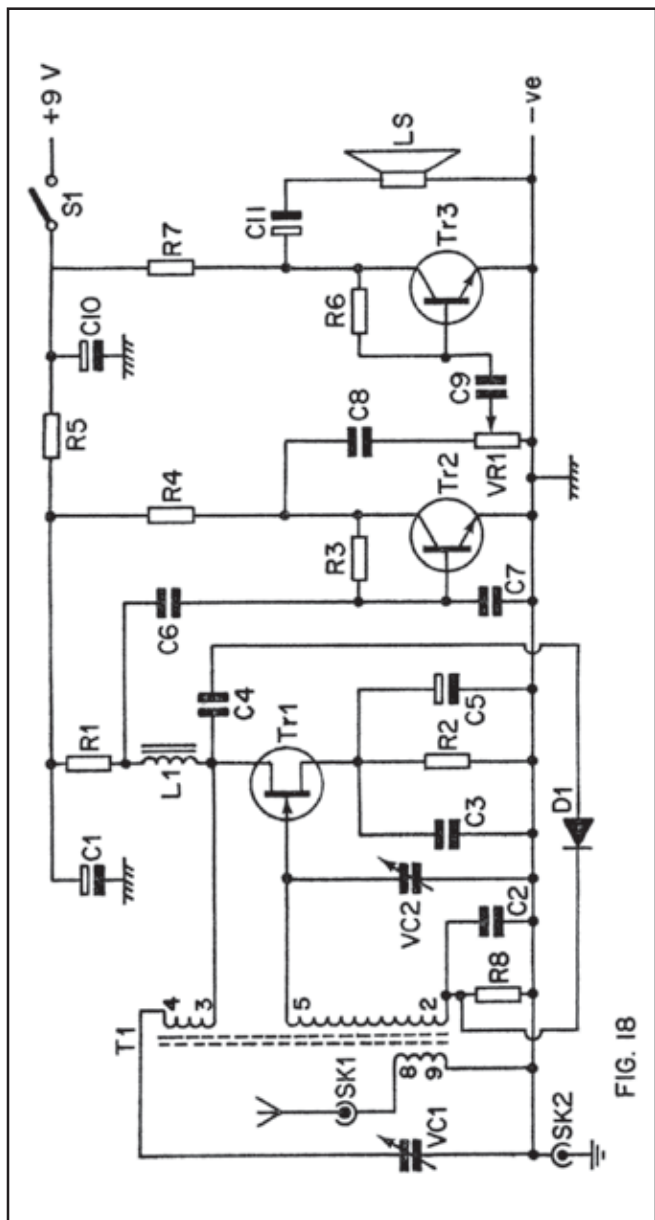 +9 V
S1
C10
R5
R7
C11
LS
R6
Tr3
C9
C8
VR1
R4
R3
Tr2
C7
C6
R1
L1
C4
Tr1
C5
R2
C3
D1
C1
VC2
C2
R8
T1
4
3
5
2
8
9
SK1
VC1
SK2
-ve
FIG. 18